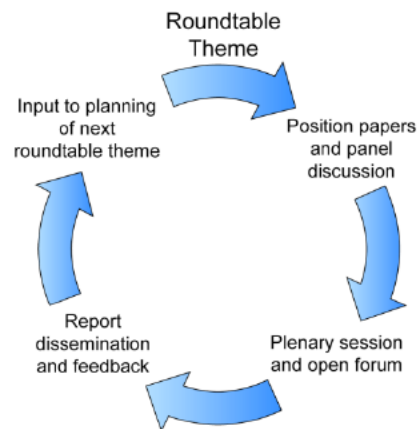 Roundtable
Theme
Position papers
and panel
discussion
Plenary session
and open forum
Report
dissemination
and feedback
Input to planning
of next
roundtable theme